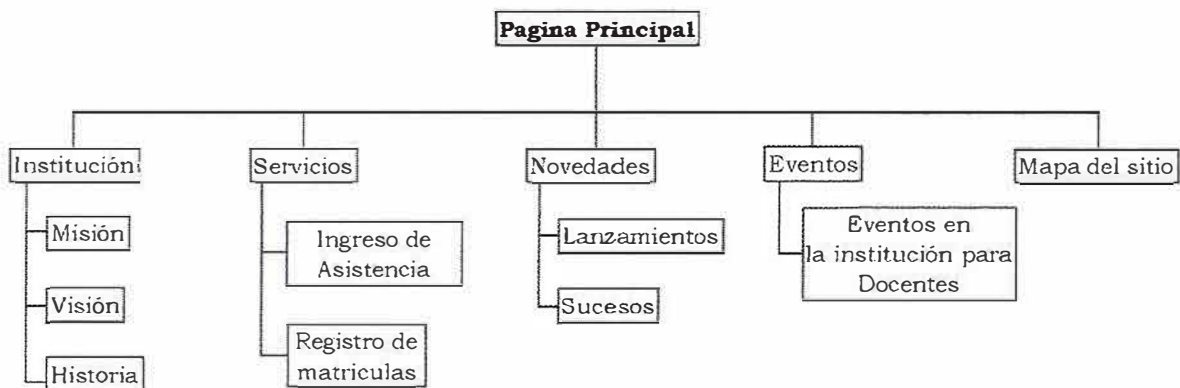 Pagina Principal
Institución
Servicios
Novedades
Eventos
Mapa del sitio
Misión
Visión
Historia
Ingreso de
Asistencia
Registro de
matriculas
Lanzamientos
Sucesos
Eventos en
la institución para
Docentes